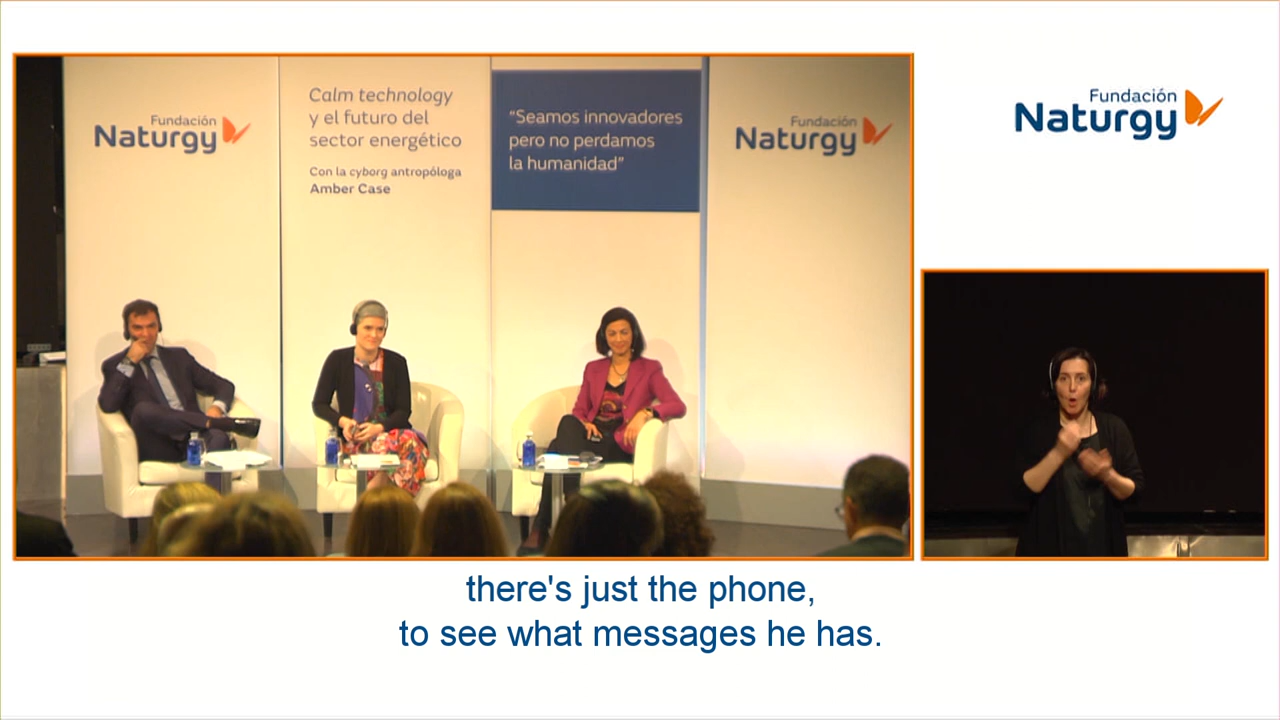 Fundación
Naturgy
Calm technology
y el futuro del
sector energético
Con la cyborg antropóloga
Amber Case
"Seamos innovadores
pero no perdamos
la humanidad"
Fundación
Naturgy
Fundación
Naturgy
there's just the phone,
to see what messages he has.